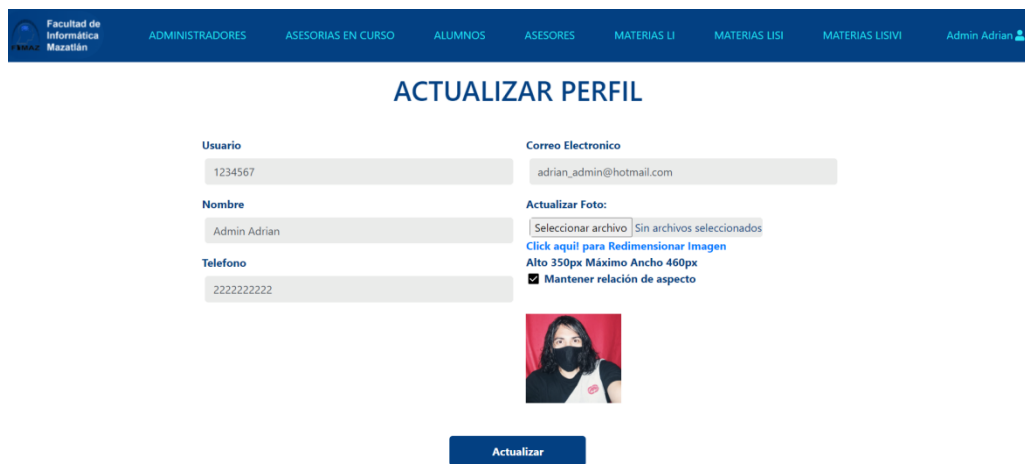 Facultad de
Informática
Mazatlán
ADMINISTRADORES ASESORIAS EN CURSO ALUMNOS ASESORES MATERIAS LI MATERIAS LISI MATERIAS LISIVI Admin Adrian
ACTUALIZAR PERFIL
Usuario
1234567
Nombre
Admin Adrian
Telefono
2222222222
Correo Electronico
adrian_admin@hotmail.com
Actualizar Foto:
Seleccionar archivo Sin archivos seleccionados
Click aqui! para Redimensionar Imagen
Alto 350px Máximo Ancho 460px
Mantener relación de aspecto
Actualizar